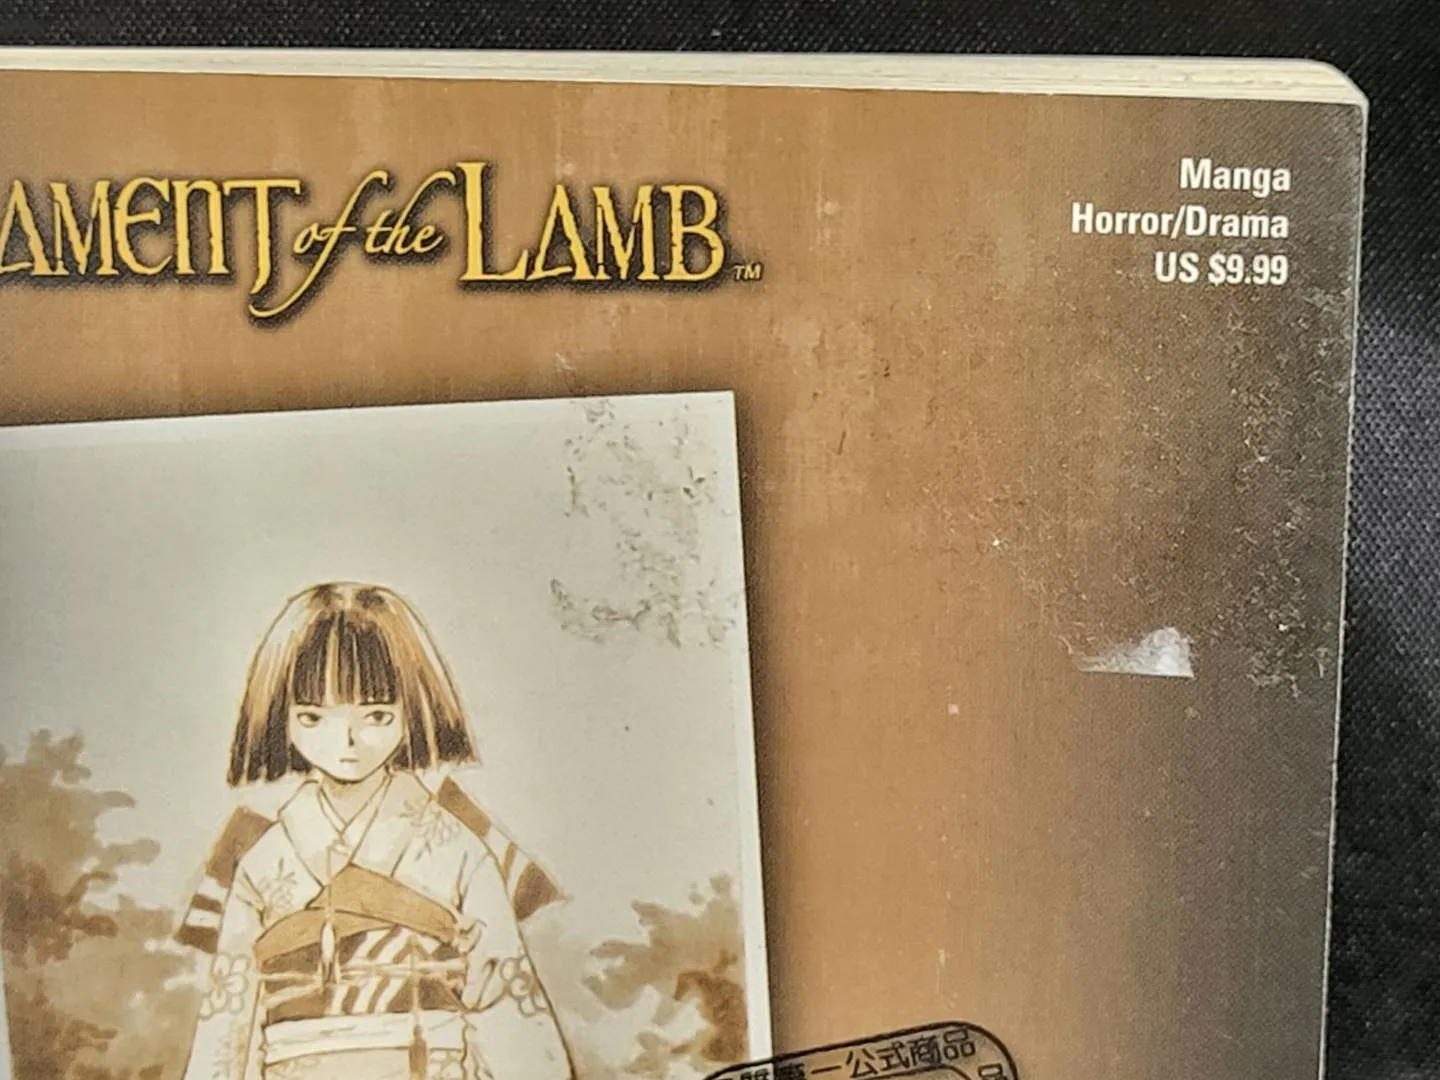 AMENT of the LAMB™
Manga
Horror/Drama
US $9.99
一公式商品